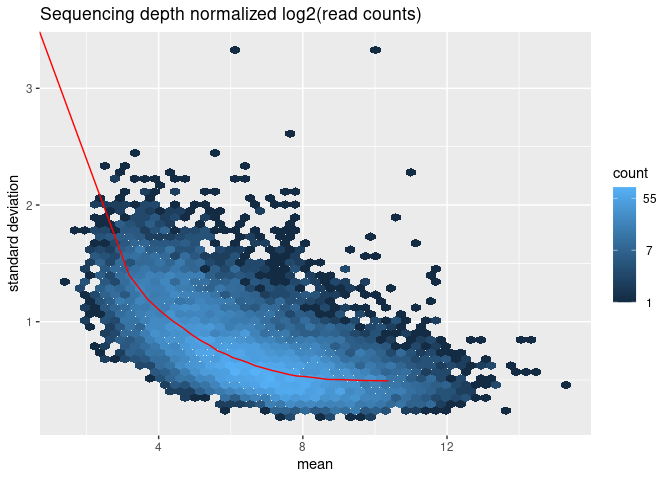 Sequencing depth normalized log2(read counts)
standard deviation
3
2
1
4
8
12
mean
count
55
7
1